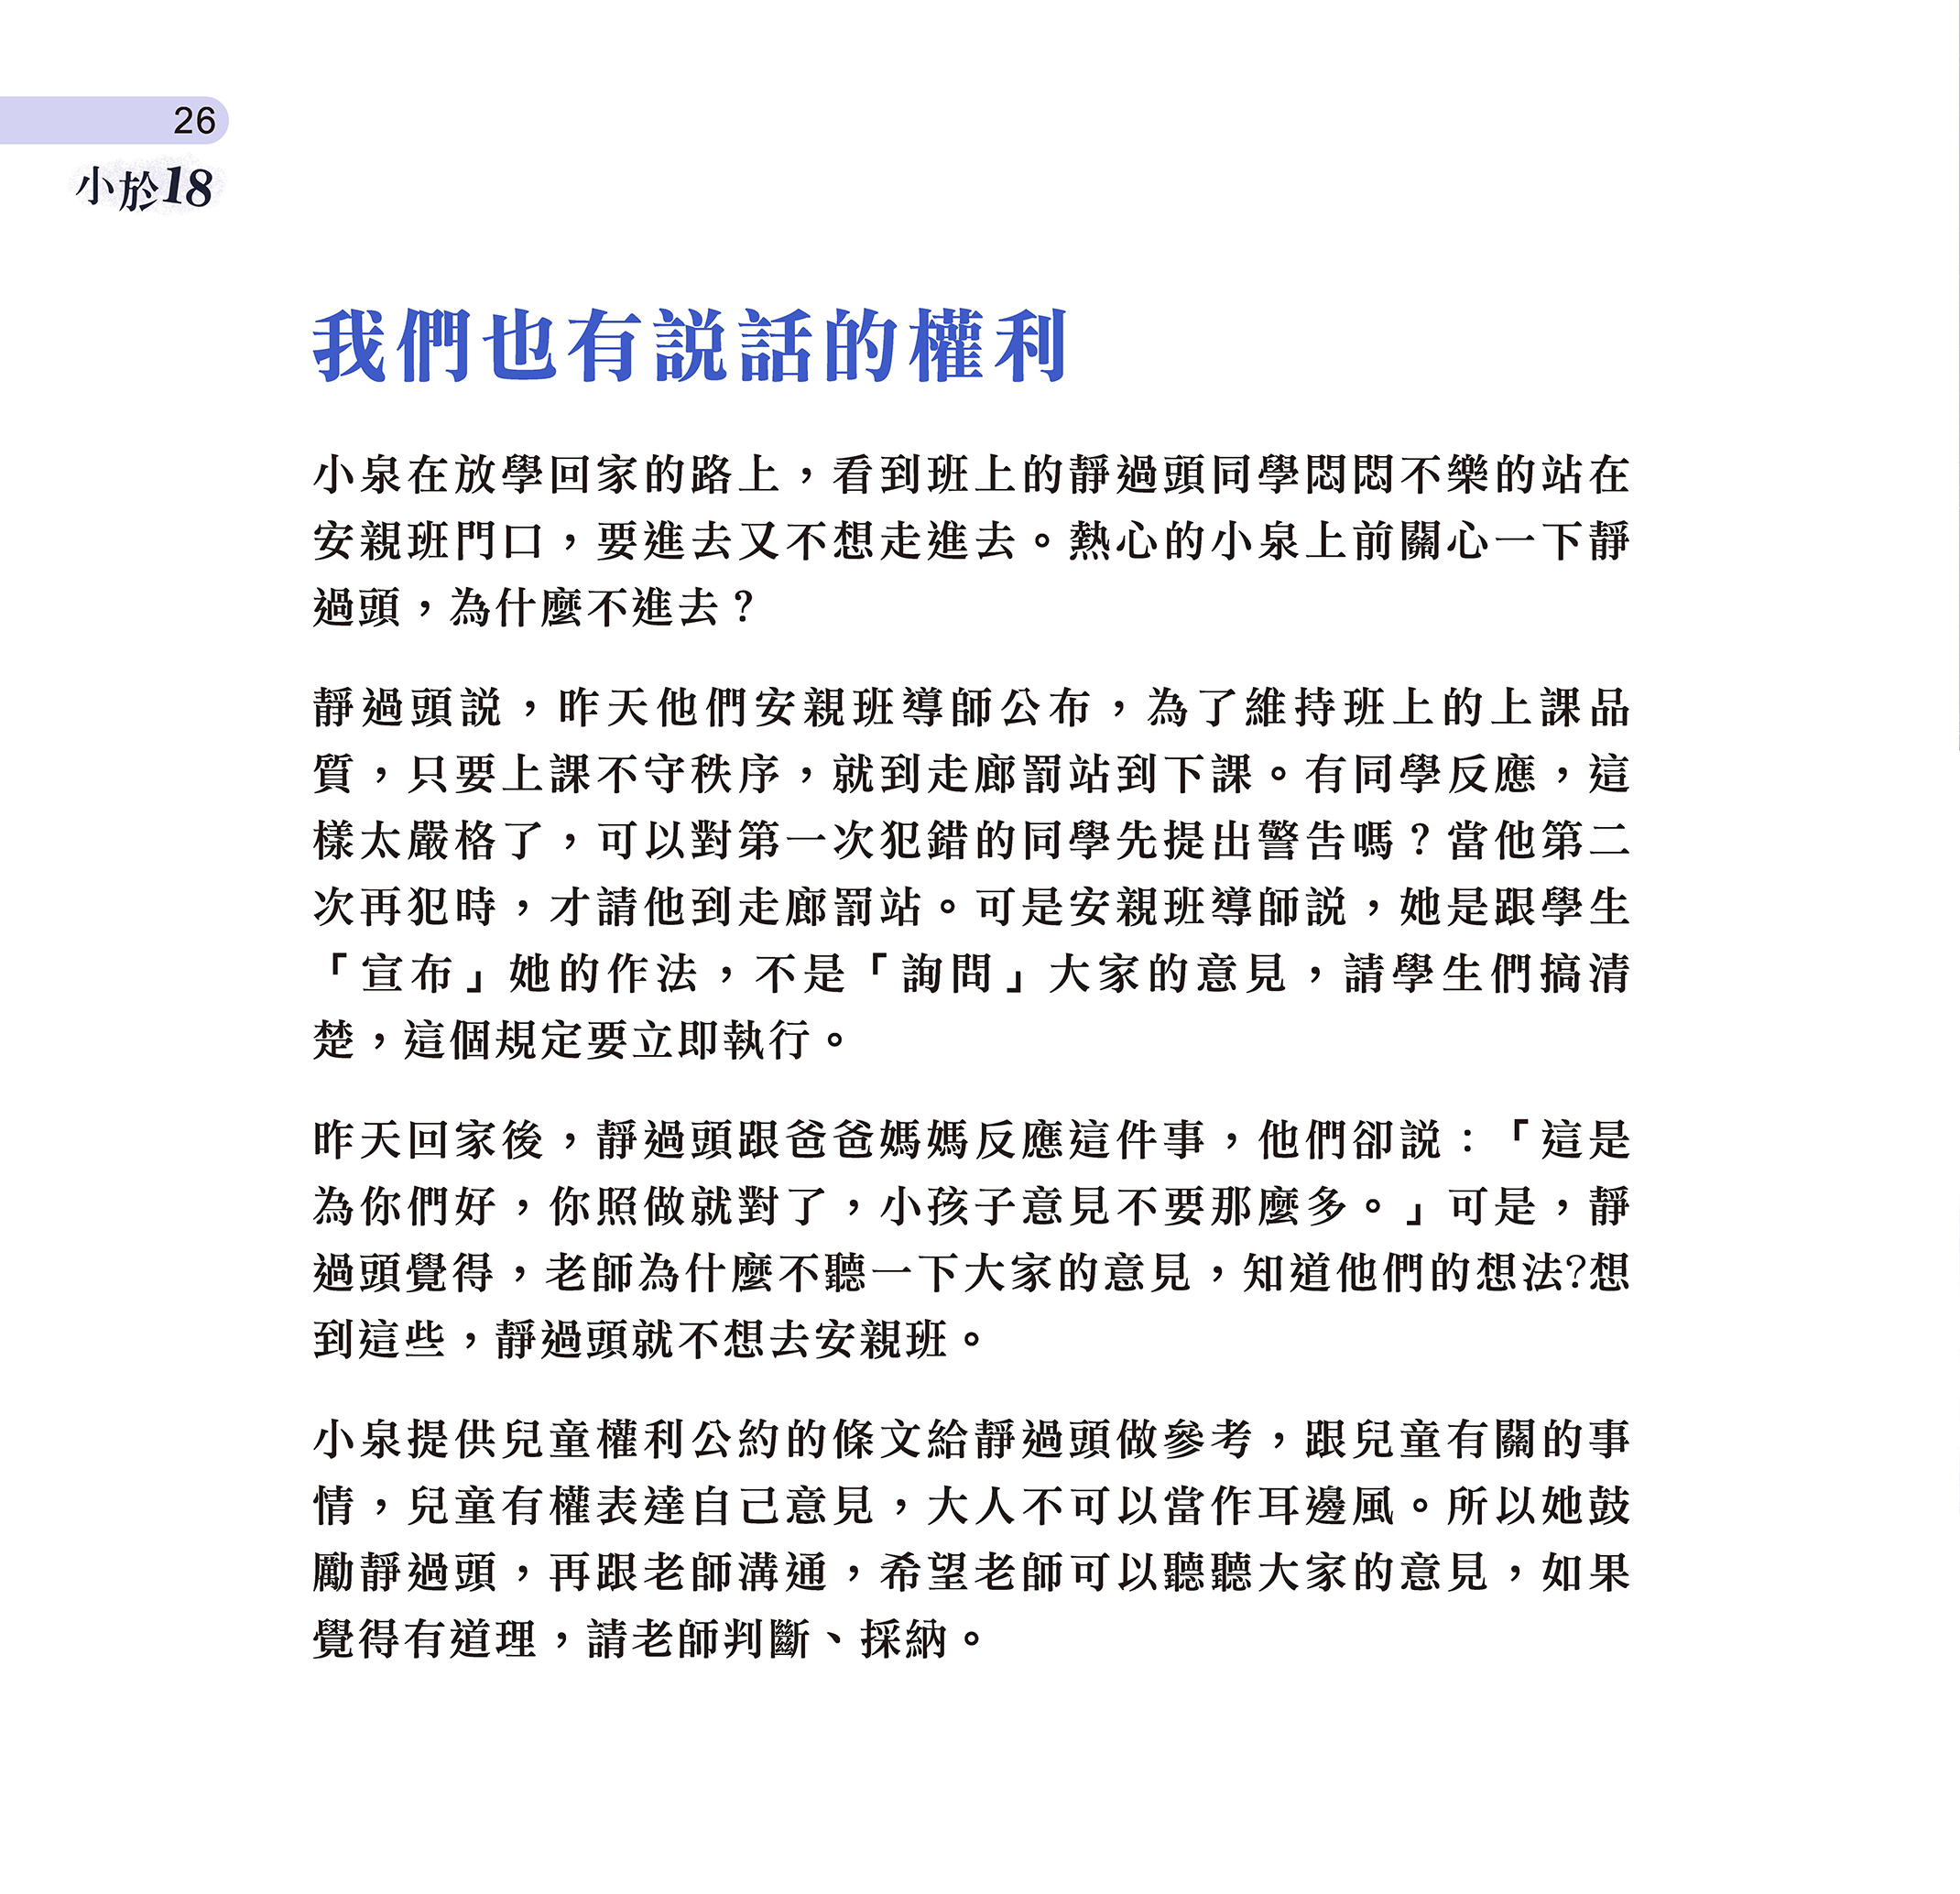 26
小於18
我們也有説話的權利
小泉在放學回家的路上，看到班上的靜過頭同學悶悶不樂的站在
安親班門口，要進去又不想走進去。熱心的小泉上前關心一下靜
過頭，為什麼不進去？
靜過頭説，昨天他們安親班導師公布，為了維持班上的上課品
質，只要上課不守秩序，就到走廊罰站到下課。有同學反應，這
樣太嚴格了，可以對第一次犯錯的同學先提出警告嗎？當他第二
次再犯時，才請他到走廊罰站。可是安親班導師説，她是跟學生
「宣布」她的作法，不是「詢問」大家的意見，請學生們搞清
楚，這個規定要立即執行。
昨天回家後，靜過頭跟爸爸媽媽反應這件事，他們卻説：「這是
為你們好，你照做就對了，小孩子意見不要那麼多。」可是，靜
過頭覺得，老師為什麼不聽一下大家的意見，知道他們的想法?想
到這些，靜過頭就不想去安親班。
小泉提供兒童權利公約的條文給靜過頭做參考，跟兒童有關的事
情，兒童有權表達自己意見，大人不可以當作耳邊風。所以她鼓
勵靜過頭，再跟老師溝通，希望老師可以聽聽大家的意見，如果
覺得有道理，請老師判斷、採納。